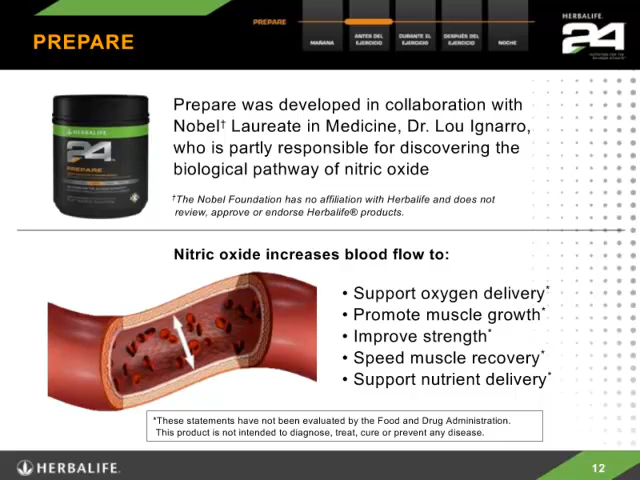 PREPARE
PREPARE
MAÑANA
ANTES DEL
EJERCICIO
DURANTE EL
EJERCICIO
DESPUÉS DEL
EJERCICIO
NOCHE
HERBALIFE
24
Prepare was developed in collaboration with
Nobel† Laureate in Medicine, Dr. Lou Ignarro,
who is partly responsible for discovering the
biological pathway of nitric oxide
†The Nobel Foundation has no affiliation with Herbalife and does not
review, approve or endorse Herbalife® products.
HERBALIFE
24
PREPARE
Nitric oxide increases blood flow to:
• Support oxygen delivery*
• Promote muscle growth*
• Improve strength*
• Speed muscle recovery*
• Support nutrient delivery*
*These statements have not been evaluated by the Food and Drug Administration.
This product is not intended to diagnose, treat, cure or prevent any disease.
HERBALIFE.
12